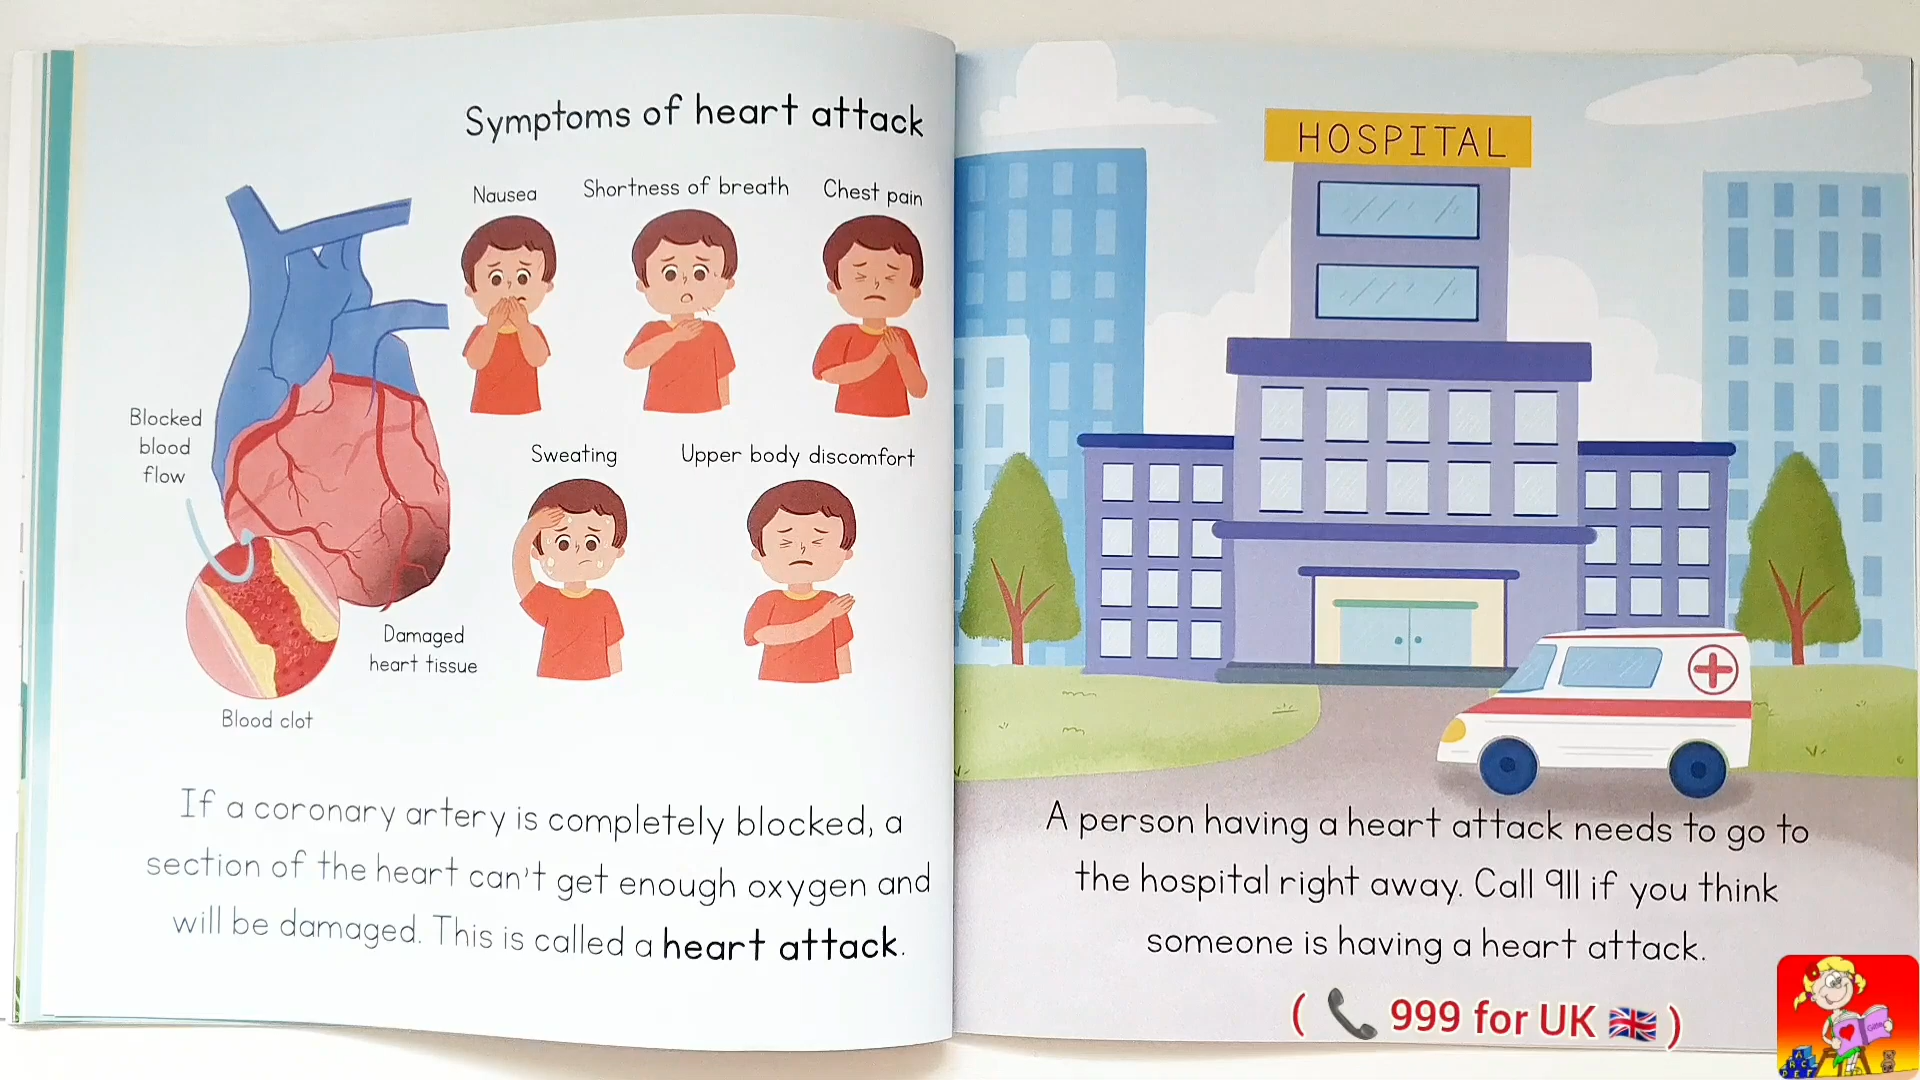 Symptoms of heart attack
Nausea
Shortness of breath
Chest pain
Sweating
Upper body discomfort
Blocked
blood
flow
Damaged
heart tissue
Blood clot
If a coronary artery is completely blocked, a
section of the heart can't get enough oxygen and
will be damaged. This is called a heart attack.
HOSPITAL
A person having a heart attack needs to go to
the hospital right away. Call 911 if you think
someone is having a heart attack.
( 📞 999 for UK 🇬🇧 )